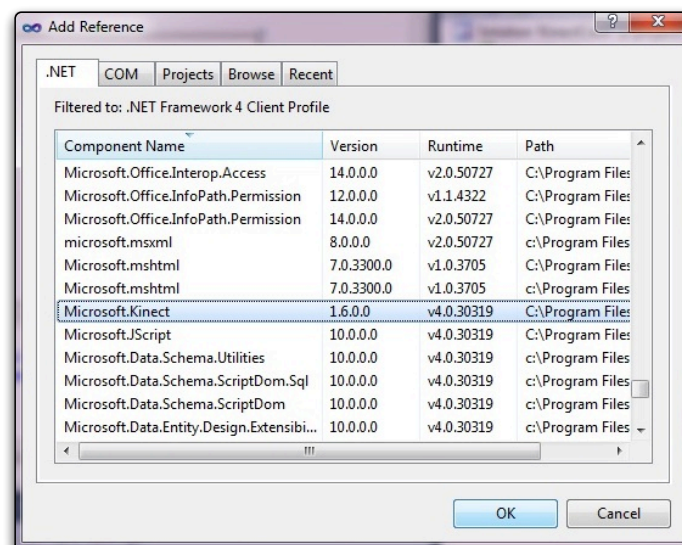 Add Reference
.NET COM Projects Browse Recent
Filtered to: .NET Framework 4 Client Profile
Component Name Version Runtime Path
Microsoft.Office.Interop.Access 14.0.0.0 v2.0.50727 C:\Program Files
Microsoft.Office.InfoPath.Permission 12.0.0.0 v1.1.4322 C:\Program Files
Microsoft.Office.InfoPath.Permission 14.0.0.0 v2.0.50727 C:\Program Files
microsoft.msxml 8.0.0.0 v2.0.50727 c:\Program Files
Microsoft.mshtml 7.0.3300.0 v1.0.3705 C:\Program Files
Microsoft.mshtml 7.0.3300.0 v1.0.3705 c:\Program Files
Microsoft.Kinect 1.6.0.0 v4.0.30319 C:\Program Files
Microsoft.JScript 10.0.0.0 v4.0.30319 C:\Program Files
Microsoft.Data.Schema.Utilities 10.0.0.0 v4.0.30319 c:\Program Files
Microsoft.Data.Schema.ScriptDom.Sql 10.0.0.0 v4.0.30319 c:\Program Files
Microsoft.Data.Schema.ScriptDom 10.0.0.0 v4.0.30319 c:\Program Files
Microsoft.Data.Entity.Design.Extensibi... 10.0.0.0 v4.0.30319 c:\Program Files
OK Cancel